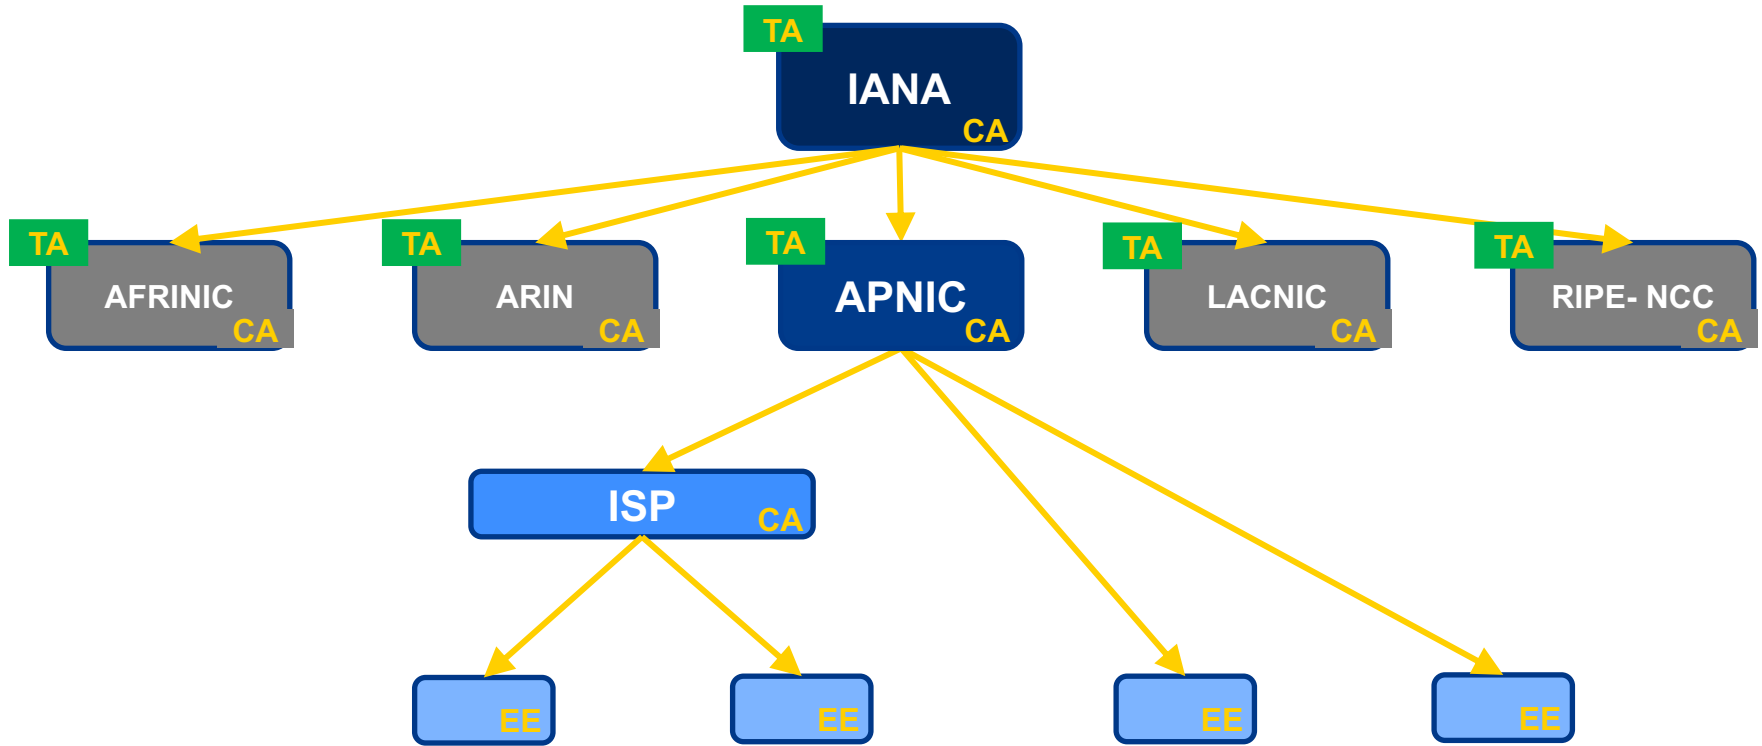 TA
IANA
CA
TA
AFRINIC
CA
TA
ARIN
CA
TA
APNIC
CA
TA
LACNIC
CA
TA
RIPE- NCC
CA
ISP
CA
EE
EE
EE
EE